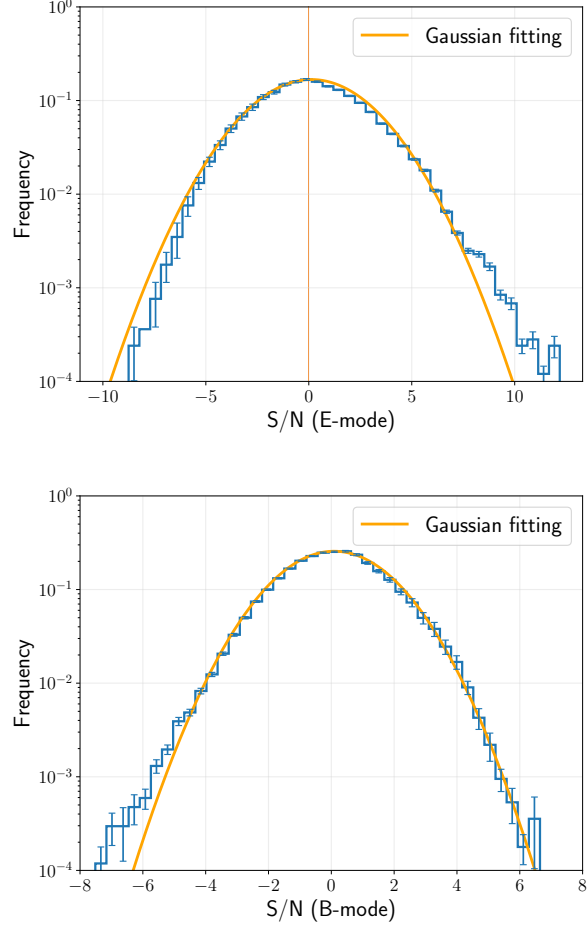 10^0
Gaussian fitting
10^-1
Frequency
10^-2
10^-3
10^-4
−10 −5 0 5 10
S/N (E-mode)
10^0
Gaussian fitting
10^-1
Frequency
10^-2
10^-3
10^-4
−8 −6 −4 −2 0 2 4 6 8
S/N (B-mode)